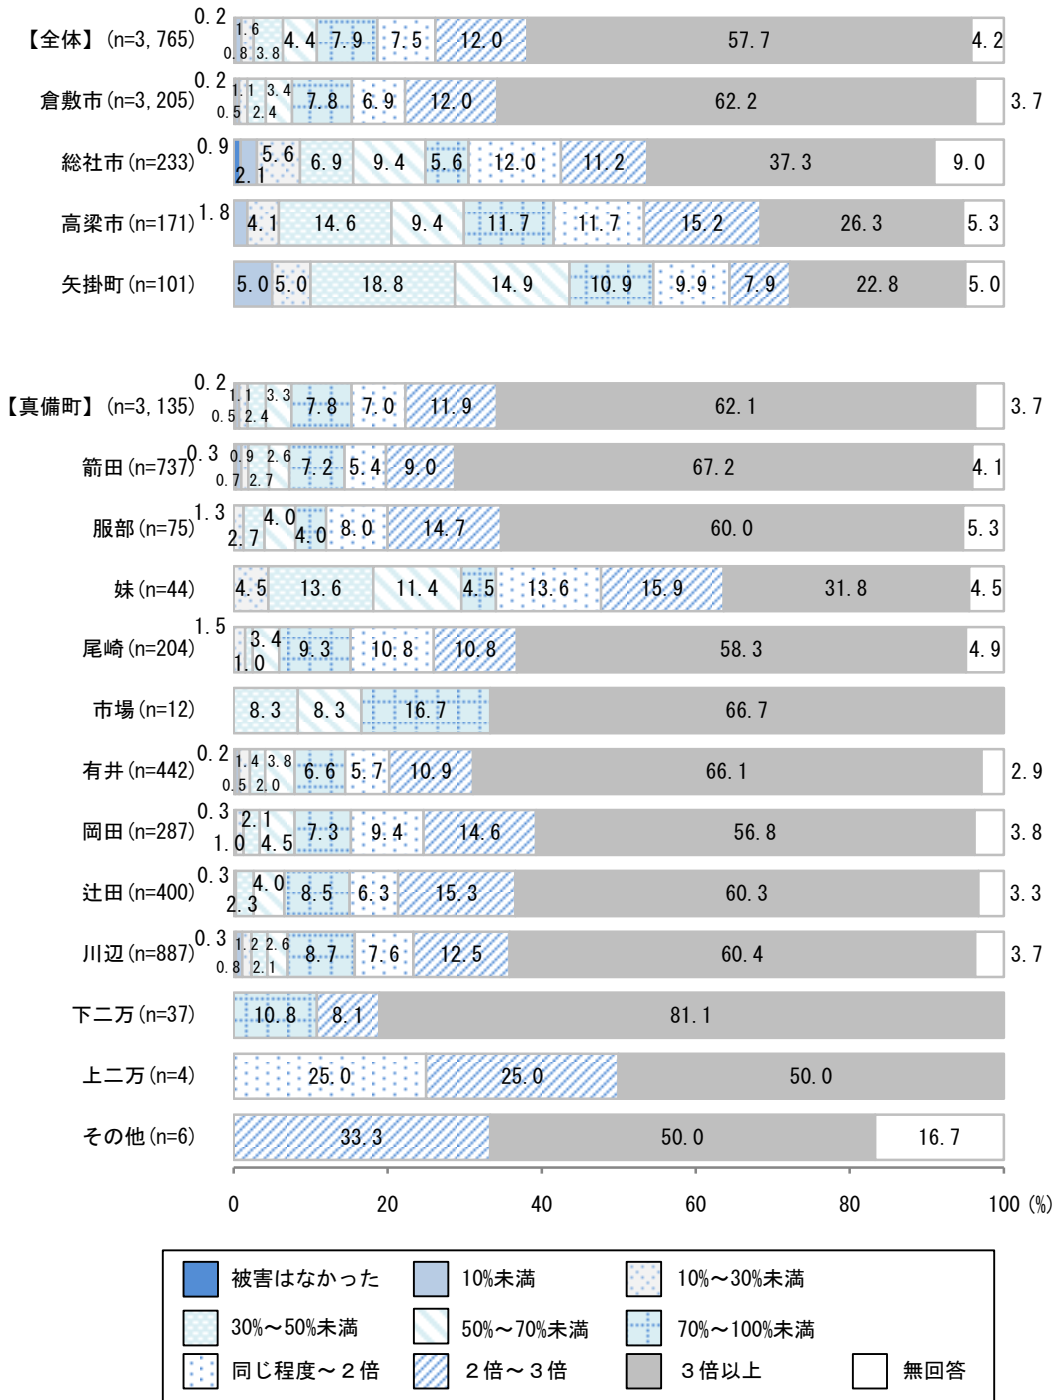 0.2
【全体】(n=3,765) 0.8 1.6 3.8 4.4 7.9 7.5 12.0 57.7 4.2
0.2
倉敷市(n=3,205) 0.5 1.1 2.4 3.4 7.8 6.9 12.0 62.2 3.7
総社市(n=233) 0.9 2.1 5.6 6.9 9.4 5.6 12.0 11.2 37.3 9.0
高梁市(n=171) 1.8 4.1 14.6 9.4 11.7 11.7 15.2 26.3 5.3
矢掛町(n=101) 5.0 5.0 18.8 14.9 10.9 9.9 7.9 22.8 5.0
0.2
【真備町】(n=3,135) 0.5 1.1 2.4 3.3 7.8 7.0 11.9 62.1 3.7
箭田(n=737) 0.3 0.7 0.9 2.7 2.6 7.2 5.4 9.0 67.2 4.1
服部(n=75) 1.3 2.7 4.0 4.0 8.0 14.7 60.0 5.3
妹(n=44) 4.5 13.6 11.4 4.5 13.6 15.9 31.8 4.5
尾崎(n=204) 1.5 1.0 3.4 9.3 10.8 10.8 58.3 4.9
市場(n=12) 8.3 8.3 16.7 66.7
有井(n=442) 0.2 0.5 1.4 2.0 3.8 6.6 5.7 10.9 66.1 2.9
岡田(n=287) 0.3 1.0 2.1 4.5 7.3 9.4 14.6 56.8 3.8
辻田(n=400) 0.3 2.3 4.0 8.5 6.3 15.3 60.3 3.3
川辺(n=887) 0.3 0.8 1.2 2.1 2.6 8.7 7.6 12.5 60.4 3.7
下二万(n=37) 10.8 8.1 81.1
上二万(n=4) 25.0 25.0 50.0
その他(n=6) 33.3 50.0 16.7
0 20 40 60 80 100 (%)
被害はなかった 10%未満 10%～30%未満
30%～50%未満 50%～70%未満 70%～100%未満
同じ程度～２倍 ２倍～３倍 ３倍以上 無回答